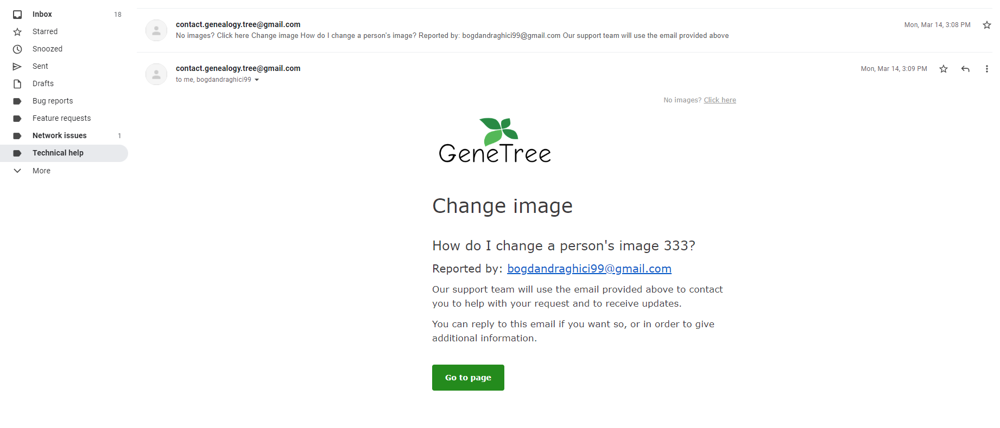 Inbox 18
Starred
Snoozed
Sent
Drafts
Bug reports
Feature requests
Network issues 1
Technical help
More
contact.genealogy.tree@gmail.com Mon, Mar 14, 3:08 PM
No images? Click here Change image How do I change a person's image? Reported by: bogdandraghici99@gmail.com Our support team will use the email provided above
contact.genealogy.tree@gmail.com Mon, Mar 14, 3:09 PM
to me, bogdandraghici99
No images? Click here
GeneTree
Change image
How do I change a person's image 333?
Reported by: bogdandraghici99@gmail.com
Our support team will use the email provided above to contact
you to help with your request and to receive updates.
You can reply to this email if you want so, or in order to give
additional information.
Go to page